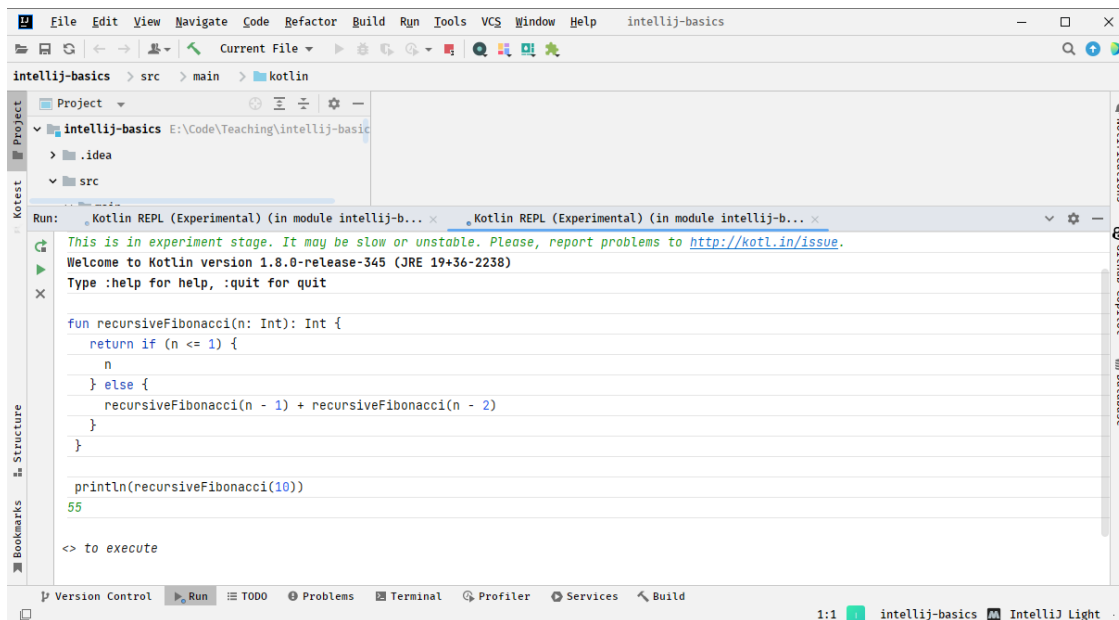 File Edit View Navigate Code Refactor Build Run Tools VCS Window Help intellij-basics
Current File
intellij-basics > src > main > kotlin
Project
intellij-basics E:\Code\Teaching\intellij-basic
.idea
src
Project
Kotest
Structure
Bookmarks
Run: Kotlin REPL (Experimental) (in module intellij-b... Kotlin REPL (Experimental) (in module intellij-b...
This is in experiment stage. It may be slow or unstable. Please, report problems to http://kotl.in/issue.
Welcome to Kotlin version 1.8.0-release-345 (JRE 19+36-2238)
Type :help for help, :quit for quit
fun recursiveFibonacci(n: Int): Int {
return if (n <= 1) {
n
} else {
recursiveFibonacci(n - 1) + recursiveFibonacci(n - 2)
}
}
println(recursiveFibonacci(10))
55
<> to execute
Version Control Run TODO Problems Terminal Profiler Services Build
1:1 intellij-basics IntelliJ Light